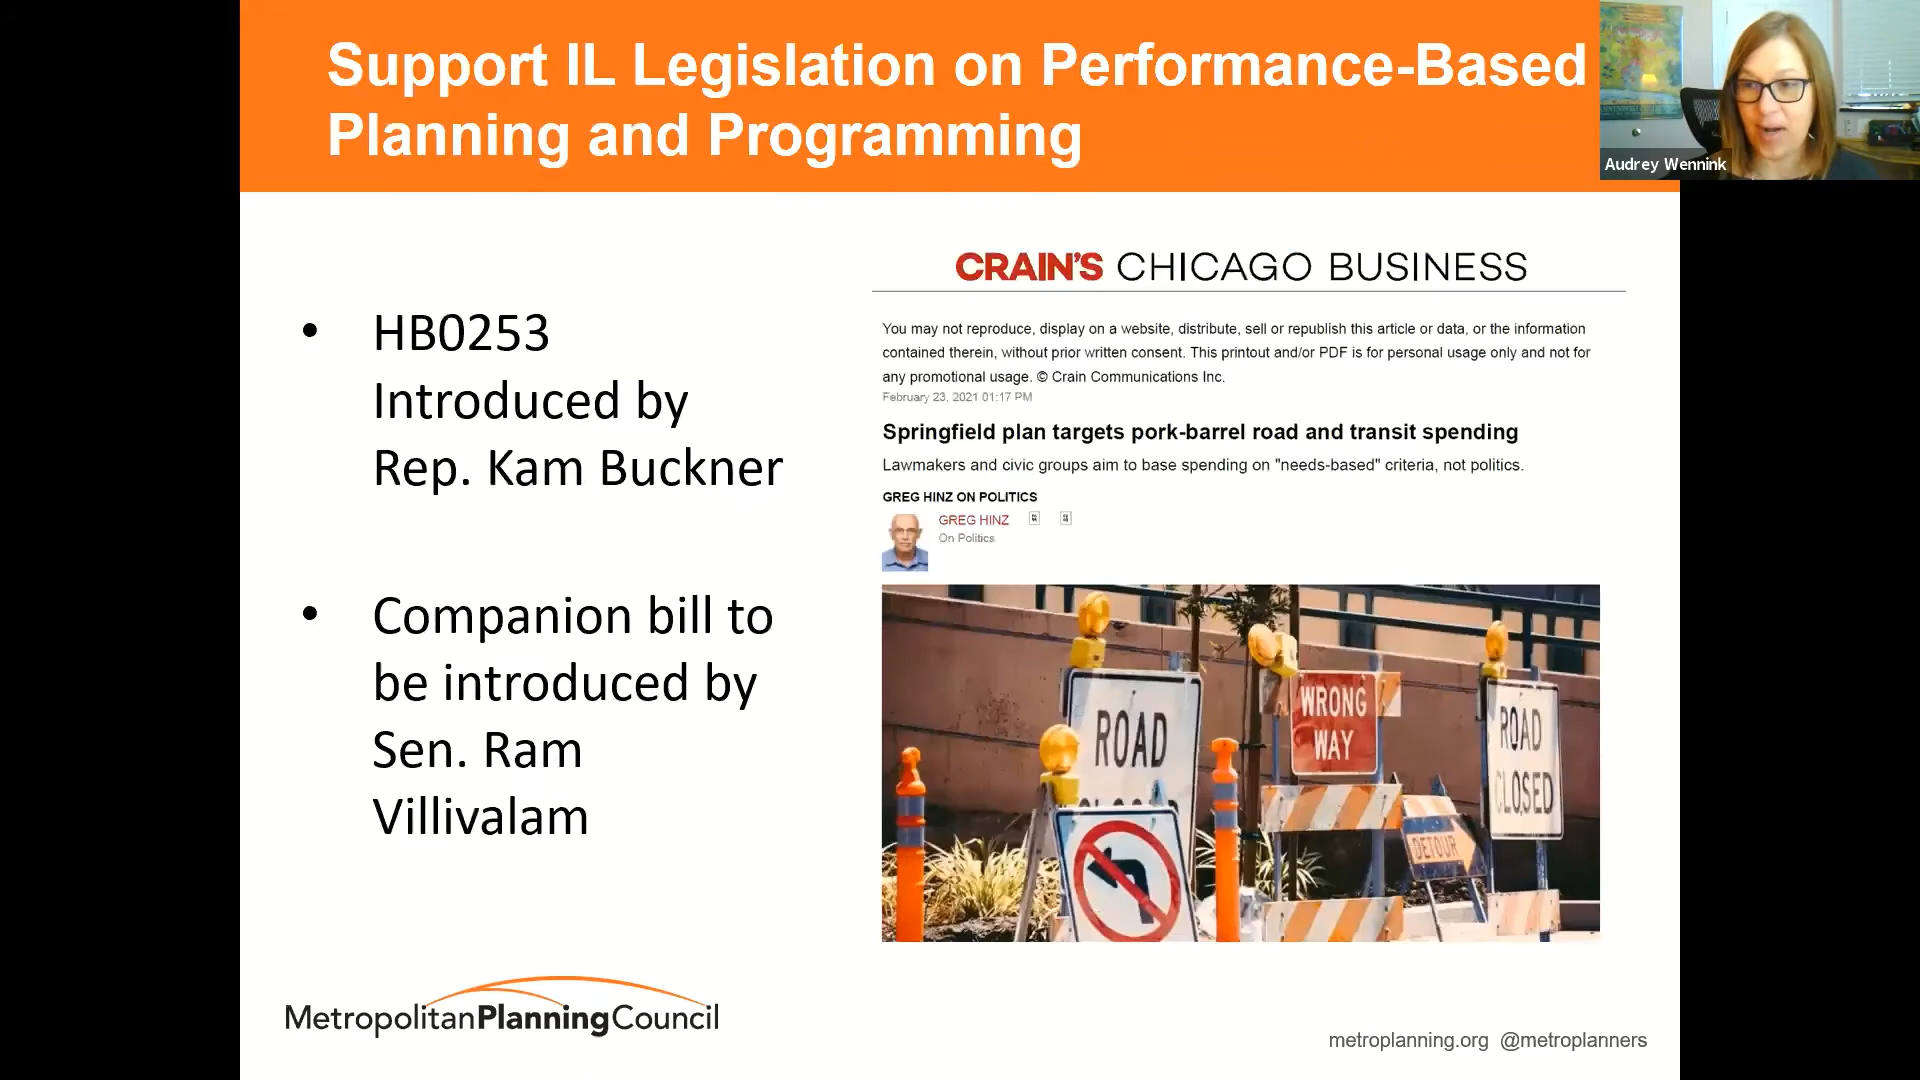 Support IL Legislation on Performance-Based
Planning and Programming
Audrey Wennink
• HB0253
Introduced by
Rep. Kam Buckner
• Companion bill to
be introduced by
Sen. Ram
Villivalam
CRAIN'S CHICAGO BUSINESS
You may not reproduce, display on a website, distribute, sell or republish this article or data, or the information
contained therein, without prior written consent. This printout and/or PDF is for personal usage only and not for
any promotional usage. © Crain Communications Inc.
February 23, 2021 01:17 PM
Springfield plan targets pork-barrel road and transit spending
Lawmakers and civic groups aim to base spending on "needs-based" criteria, not politics.
GREG HINZ ON POLITICS
GREG HINZ
On Politics
ROAD
CLOSED
WRONG
WAY
ROAD
CLOSED
DETOUR
MetropolitanPlanningCouncil
metroplanning.org @metroplanners